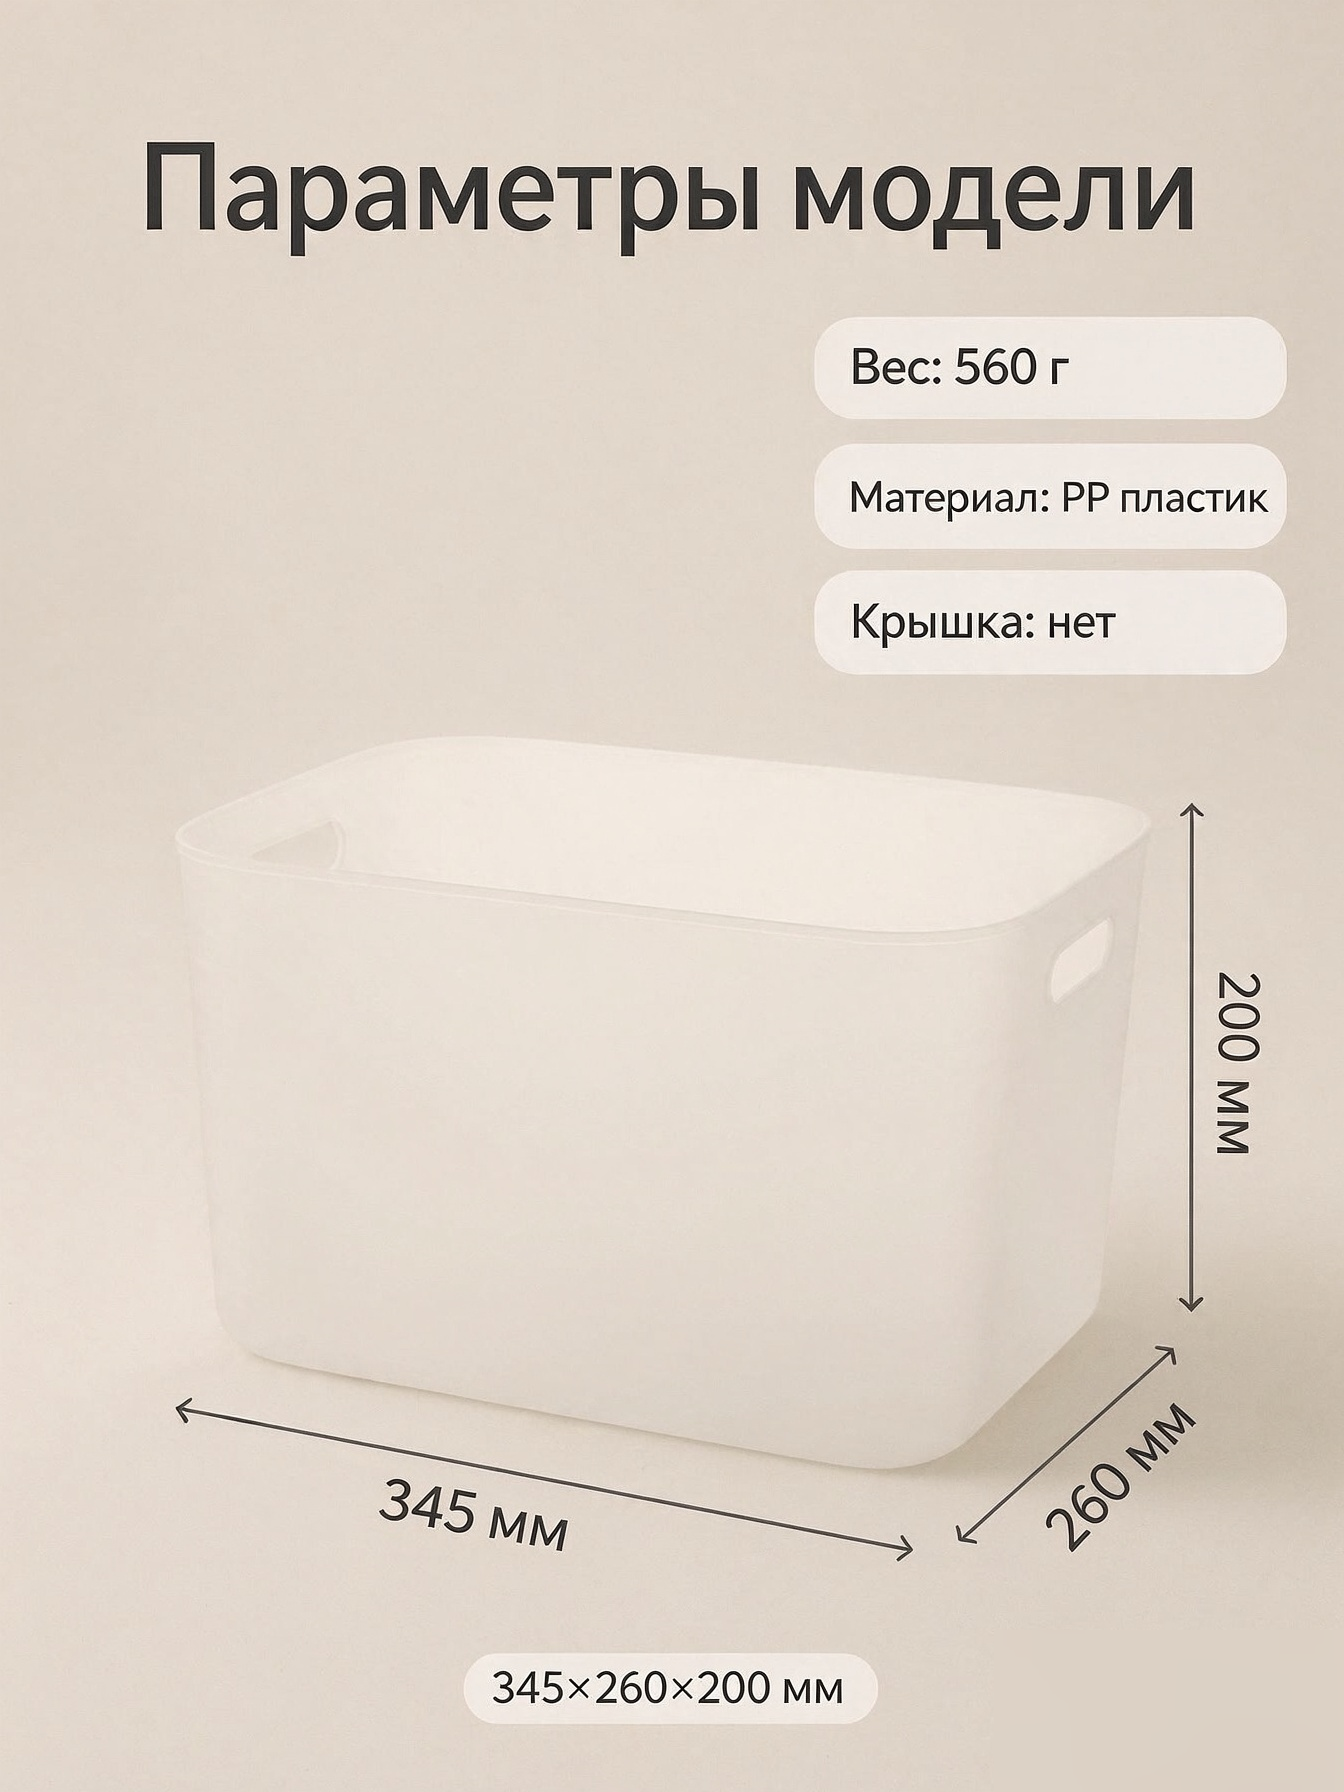 Параметры модели
Вес: 560 г
Материал: PP пластик
Крышка: нет
200 мм
345 мм
260 мм
345×260×200 мм